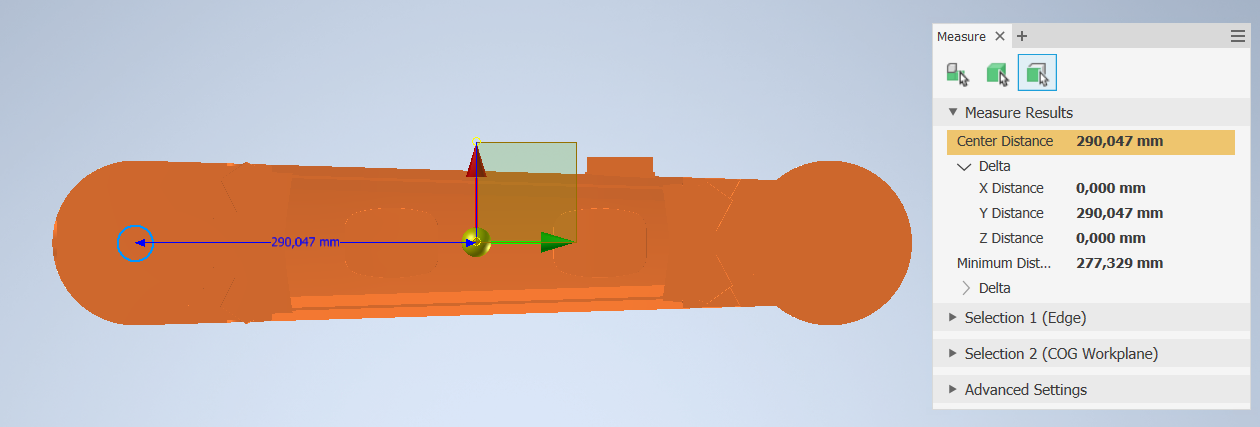 Measure
Measure Results
Center Distance 290,047 mm
Delta
X Distance 0,000 mm
Y Distance 290,047 mm
Z Distance 0,000 mm
Minimum Dist... 277,329 mm
Delta
Selection 1 (Edge)
Selection 2 (COG Workplane)
Advanced Settings
290,047 mm